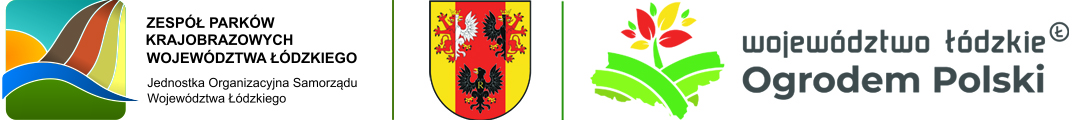 ZESPÓŁ PARKÓW
KRAJOBRAZOWYCH
WOJEWÓDZTWA ŁÓDZKIEGO
Jednostka Organizacyjna Samorządu
Województwa Łódzkiego
R
województwo łódzkie Ł
Ogrodem Polski